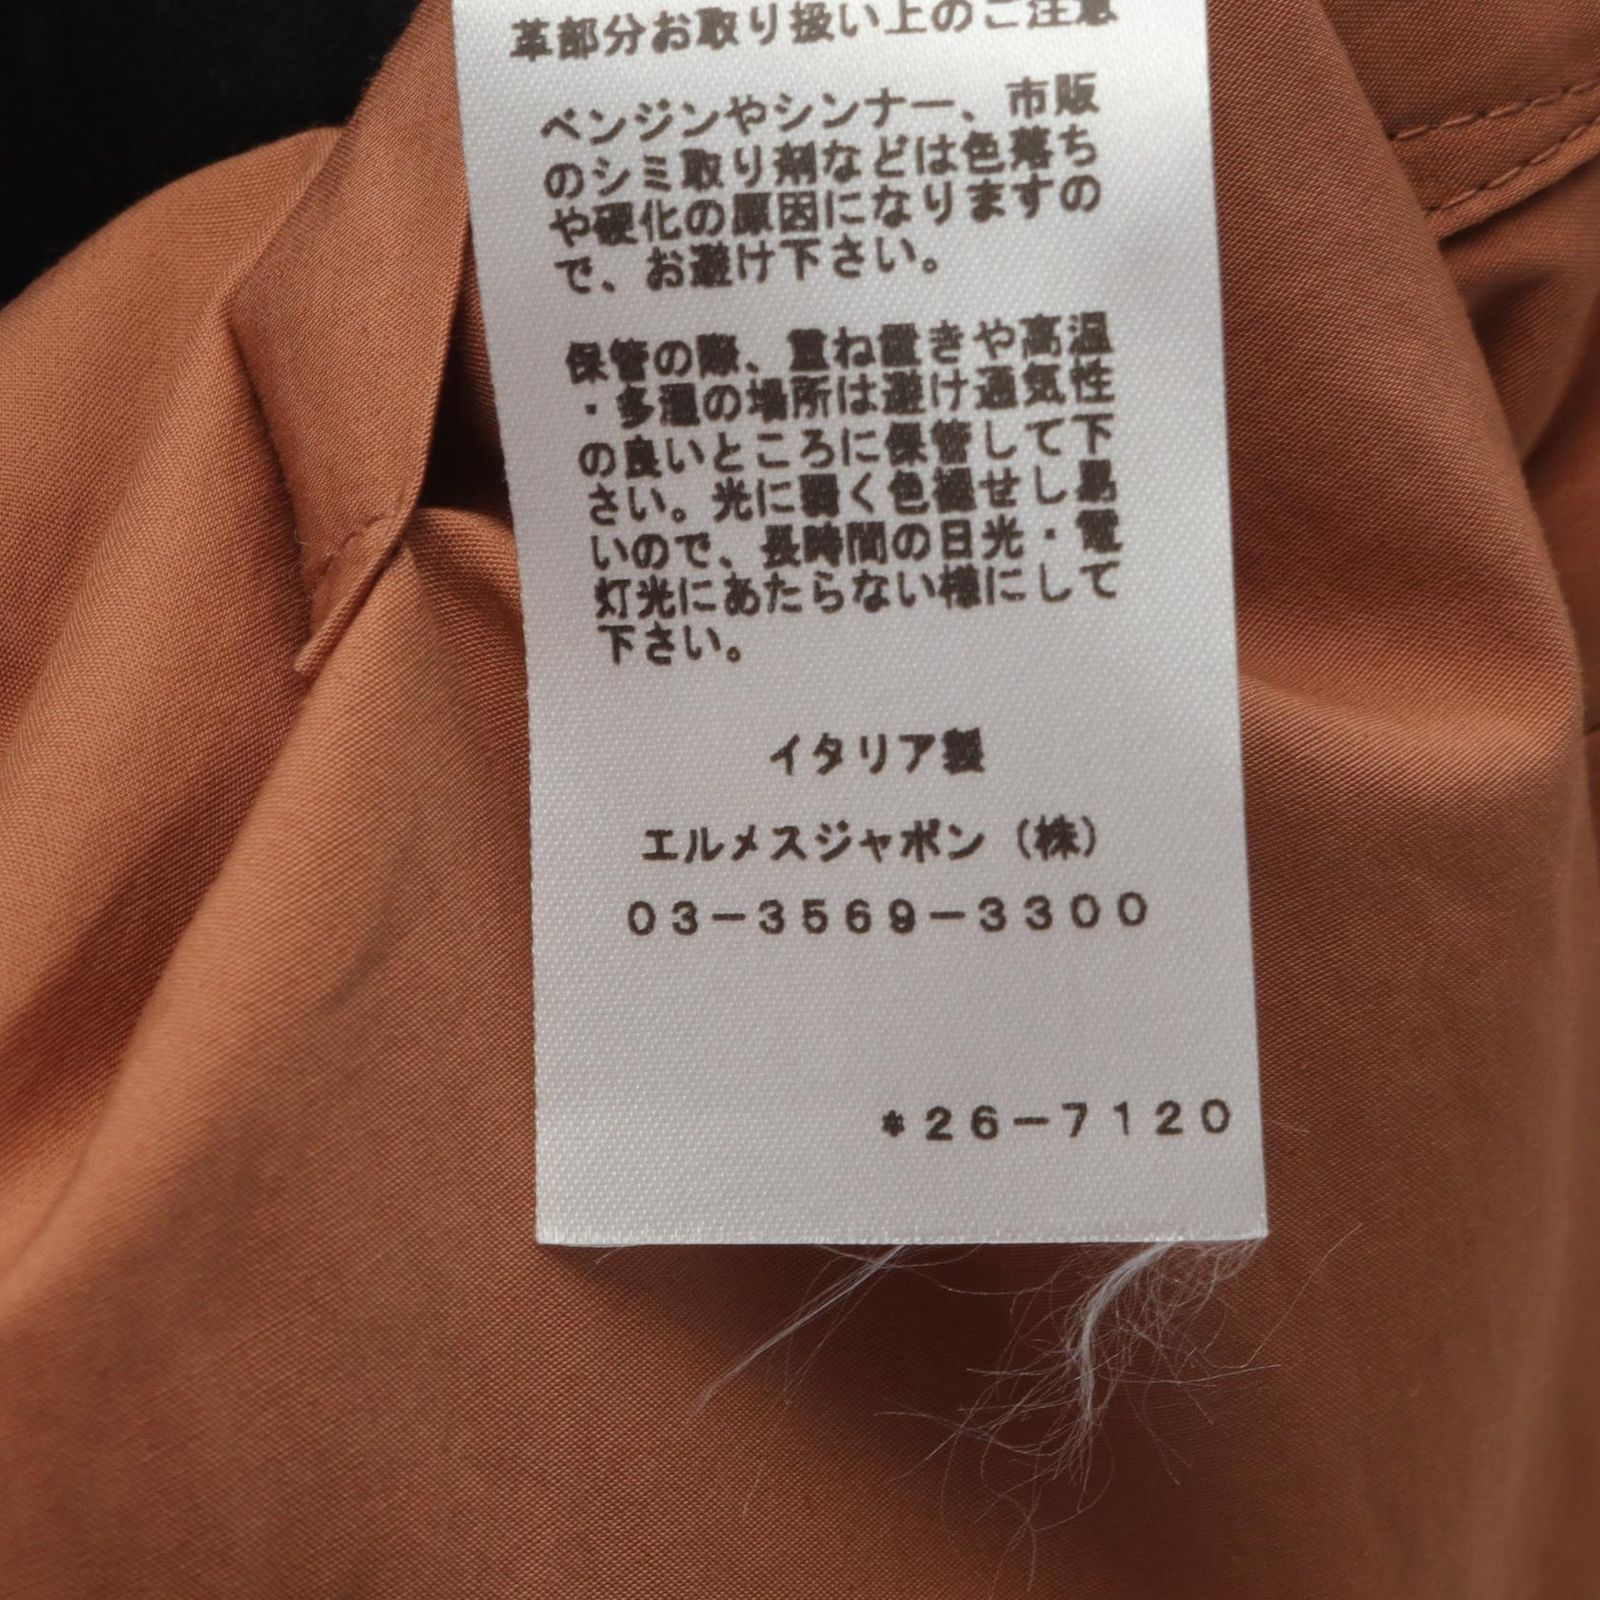 革部分お取り扱い上のご注意
ベンジンやシンナー、市販
のシミ取り剤などは色落ち
や硬化の原因になりますの
で、お避け下さい。
保管の際、重ね置きや高温
・多湿の場所は避け通気性
の良いところに保管して下
さい。光に弱く色褪せし易
いので、長時間の日光・電
灯光にあたらない様にして
下さい。
イタリア製
エルメスジャポン（株）
03-3569-3300
*26-7120